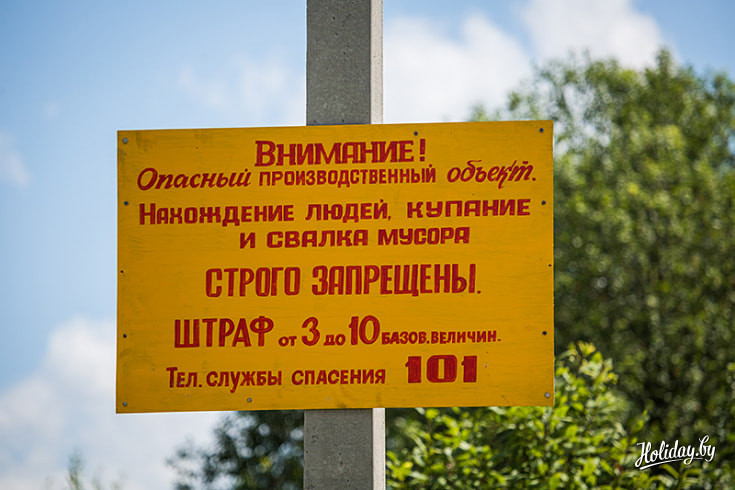 ВНИМАНИЕ!
Опасный производственный объект.
Нахождение людей, купание
и свалка мусора
СТРОГО ЗАПРЕЩЕНЫ.
ШТРАФ от 3 до 10 базов. величин.
Тел. службы спасения 101
Holiday.by